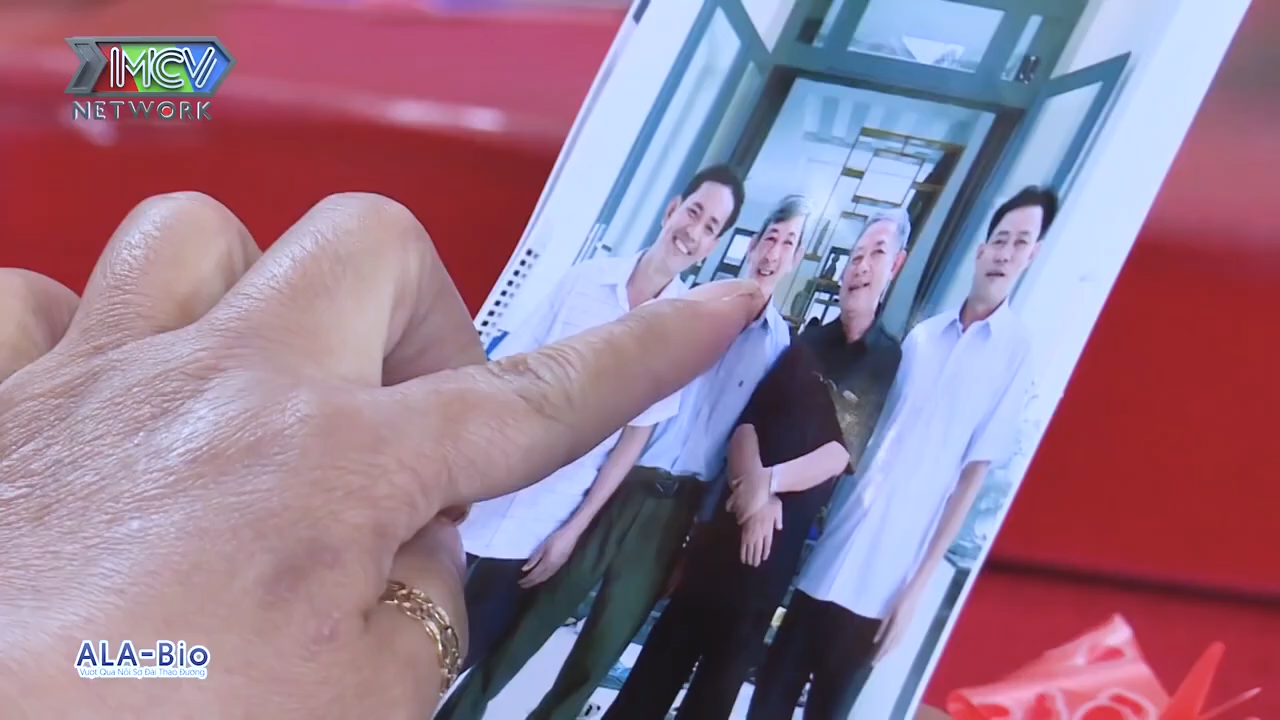 MCV
NETWORK
ALA-Bio
Vượt Qua Nỗi Sợ Đái Tháo Đường